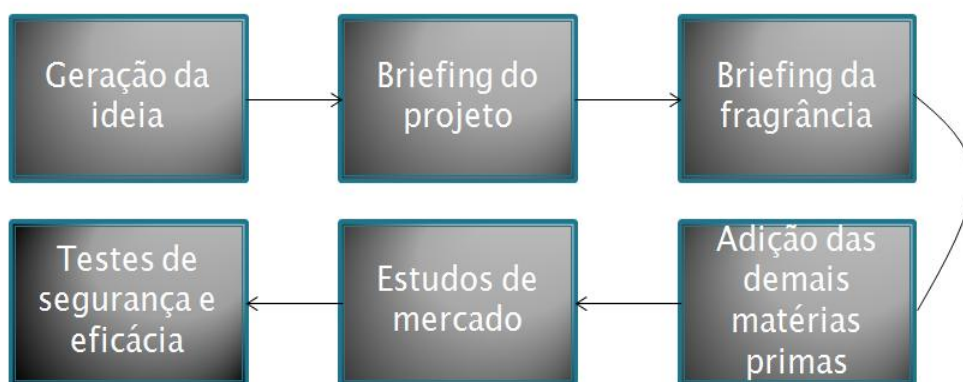 Geração da
ideia
Briefing do
projeto
Briefing da
fragrância
Adição das
demais
matérias
primas
Estudos de
mercado
Testes de
segurança e
eficácia